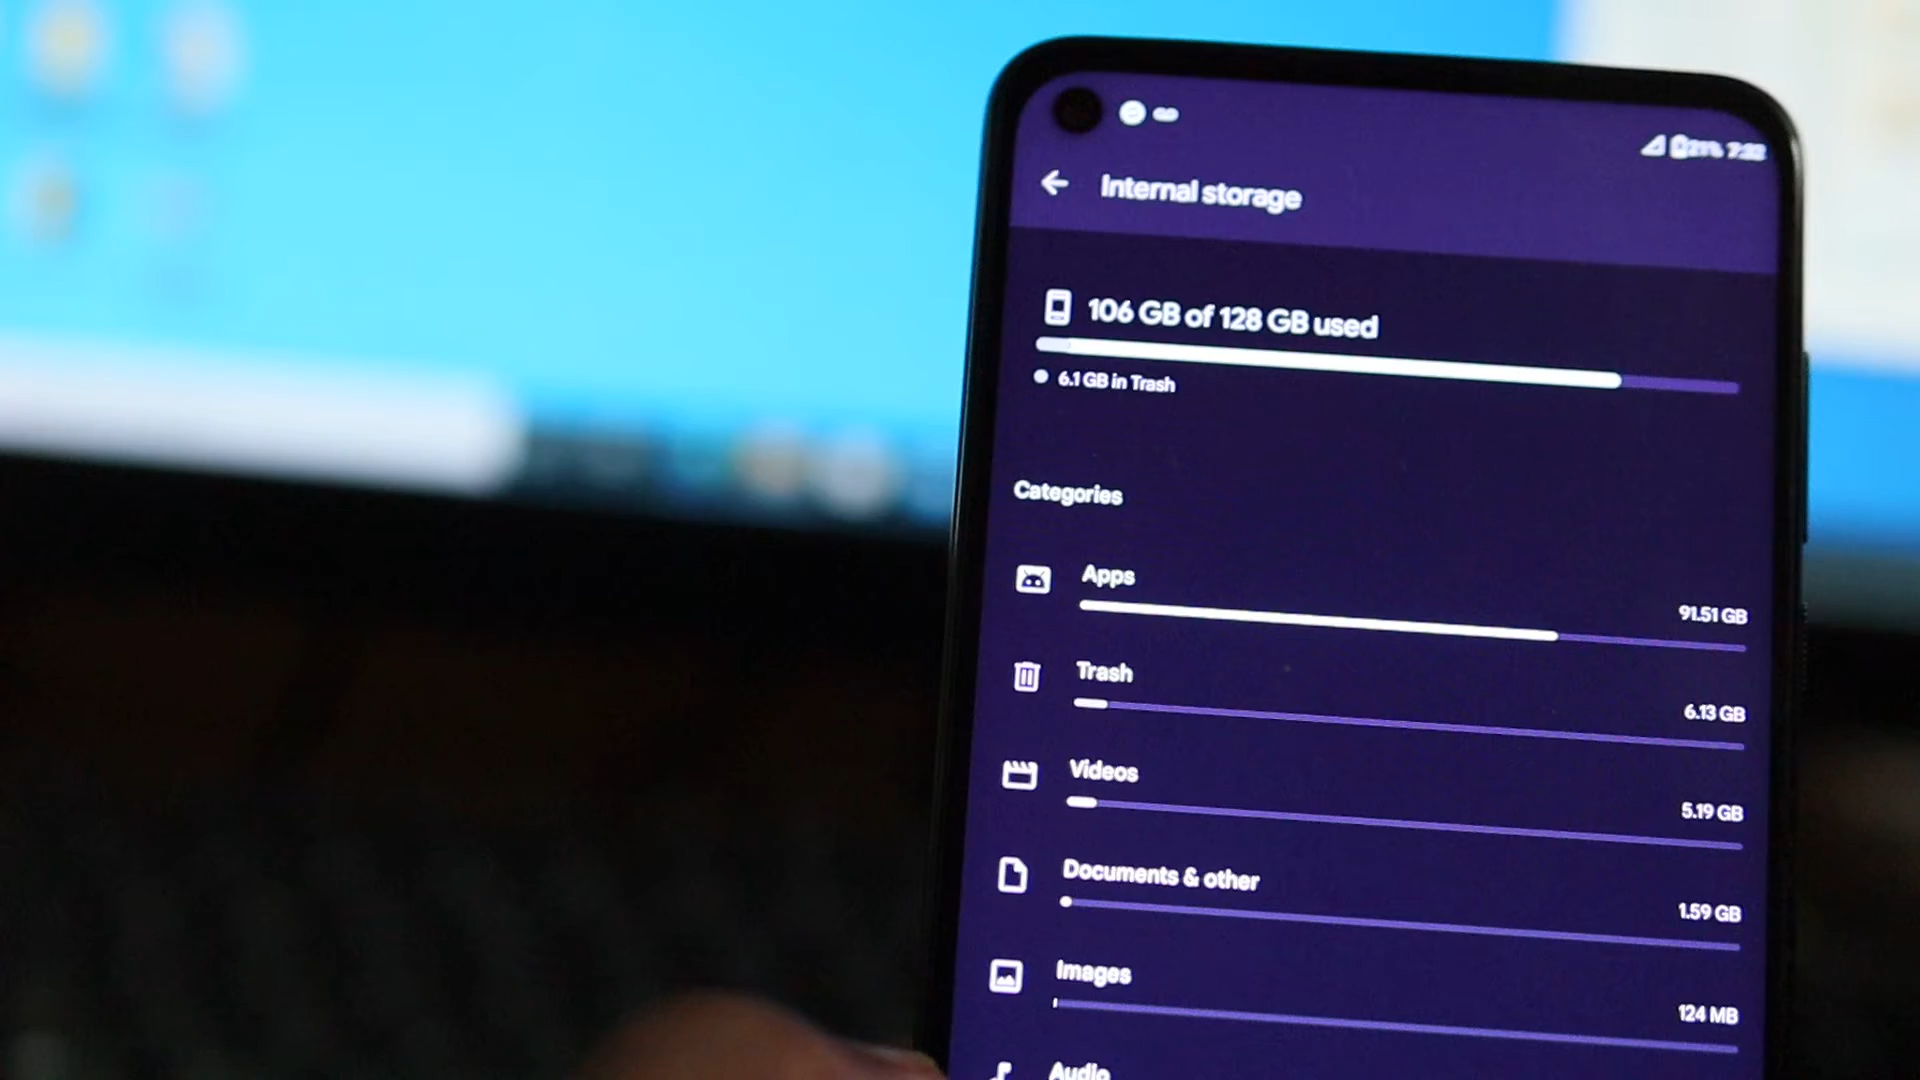 Internal storage
106 GB of 128 GB used
6.1 GB in Trash
Categories
Apps
91.51 GB
Trash
6.13 GB
Videos
5.19 GB
Documents & other
1.59 GB
Images
124 MB
Audio